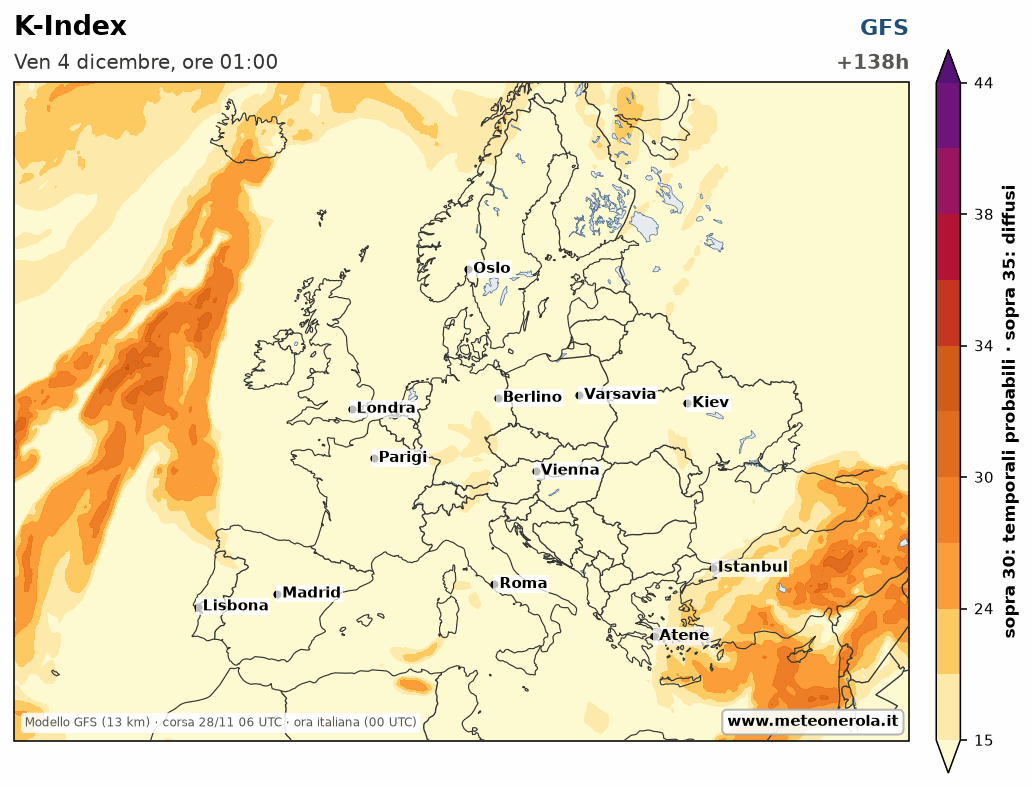 K-Index
GFS
Ven 4 dicembre, ore 01:00
+138h
44
38
34
30
24
15
sopra 30: temporali probabili · sopra 35: diffusi
Oslo
Berlino
Varsavia
Kiev
Londra
Parigi
Vienna
Istanbul
Roma
Madrid
Lisbona
Atene
Modello GFS (13 km) · corsa 28/11 06 UTC · ora italiana (00 UTC)
www.meteonerola.it